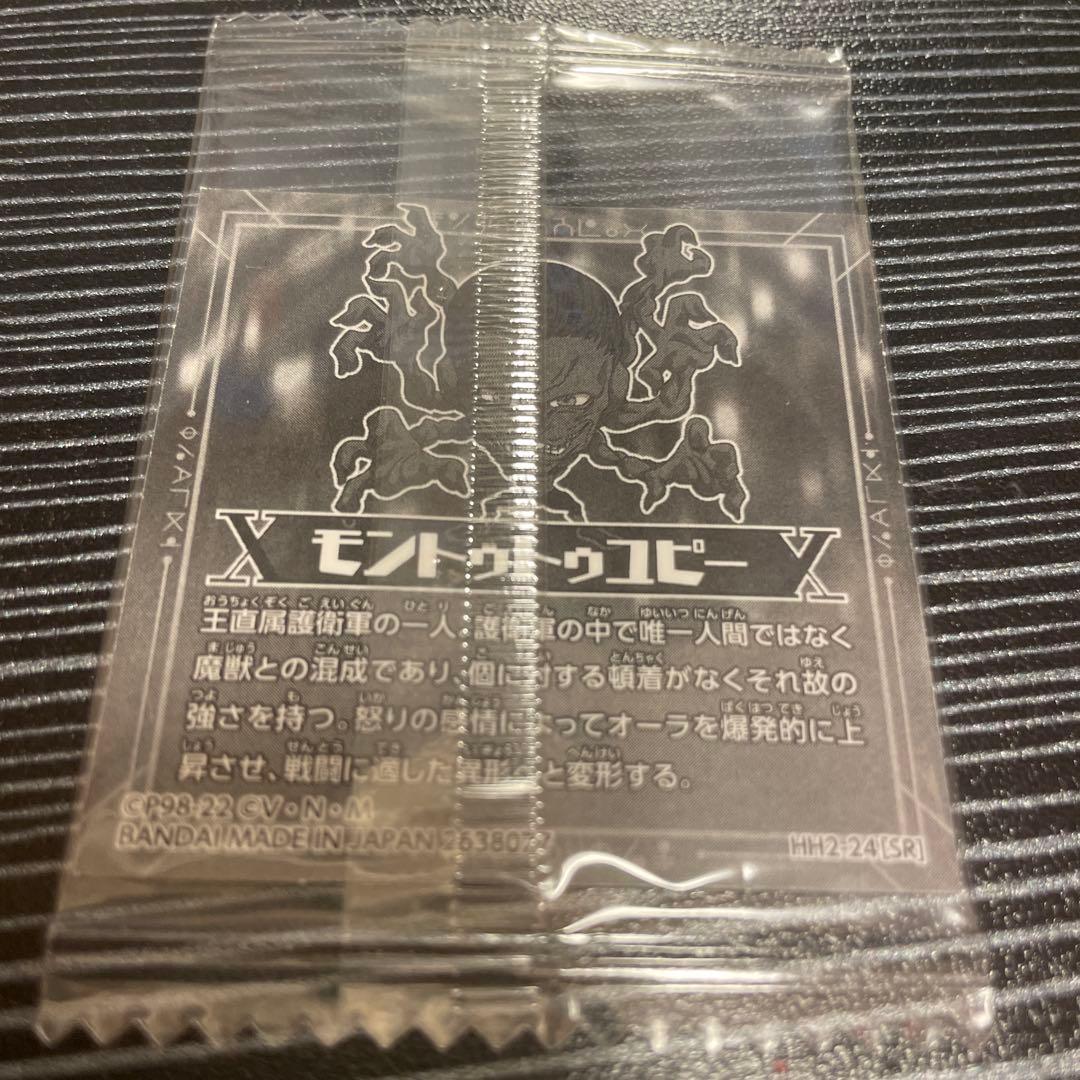 X モントゥトゥユピー X
王直属護衛軍の一人。護衛軍の中で唯一人間ではなく
魔獣との混成であり、個に対する頓着がなくそれ故の
強さを持つ。怒りの感情によってオーラを爆発的に上
昇させ、戦闘に適した異形へと変形する。
©P98-22 ©V・N・M
BANDAI MADE IN JAPAN 2638077
HH2-24[SR]